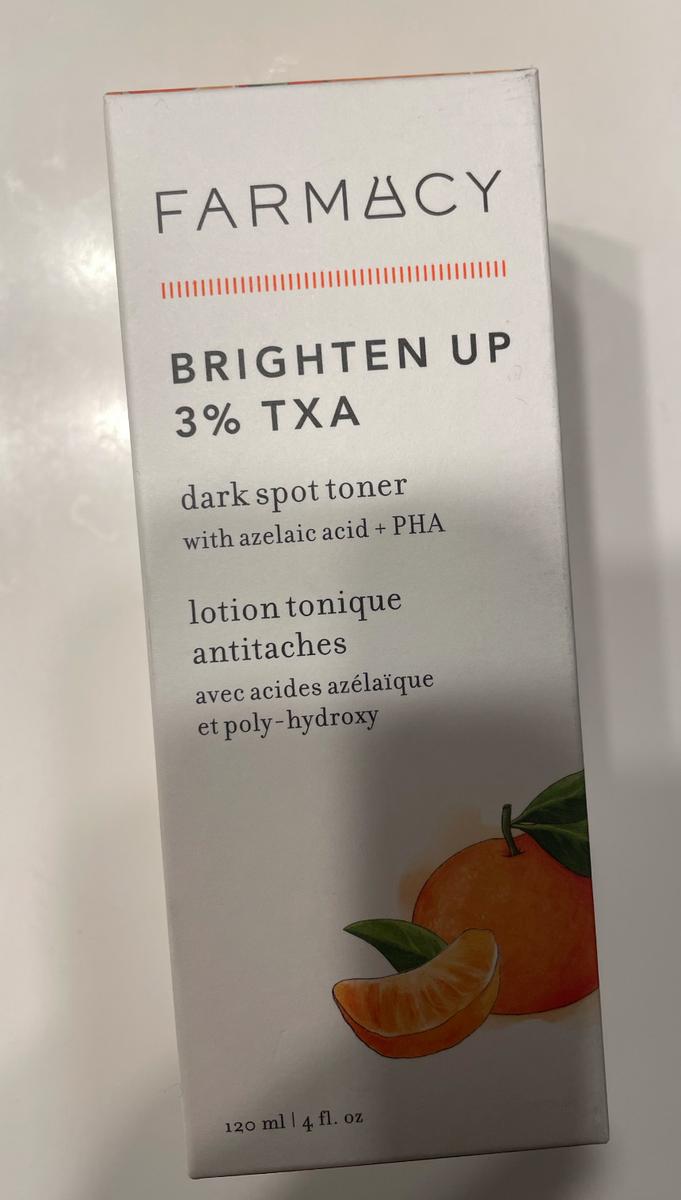 FARMACY
BRIGHTEN UP
3% TXA
dark spot toner
with azelaic acid + PHA
lotion tonique
antitaches
avec acides azélaïque
et poly-hydroxy
120 ml | 4 fl. oz